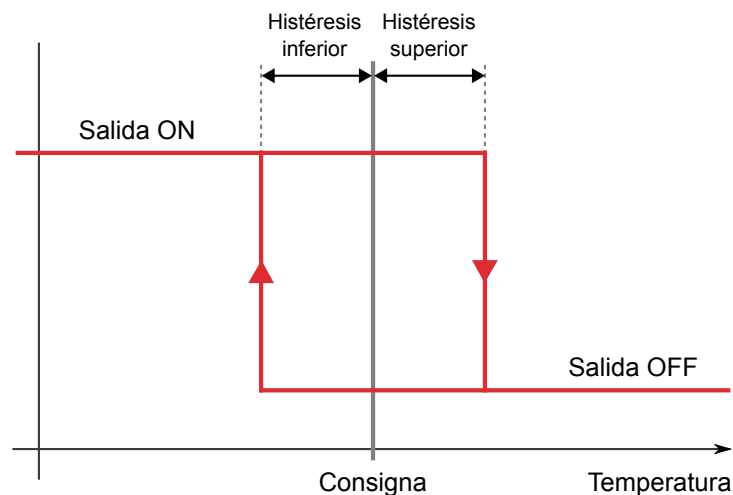 Histéresis
inferior
Histéresis
superior
Salida ON
Salida OFF
Consigna
Temperatura